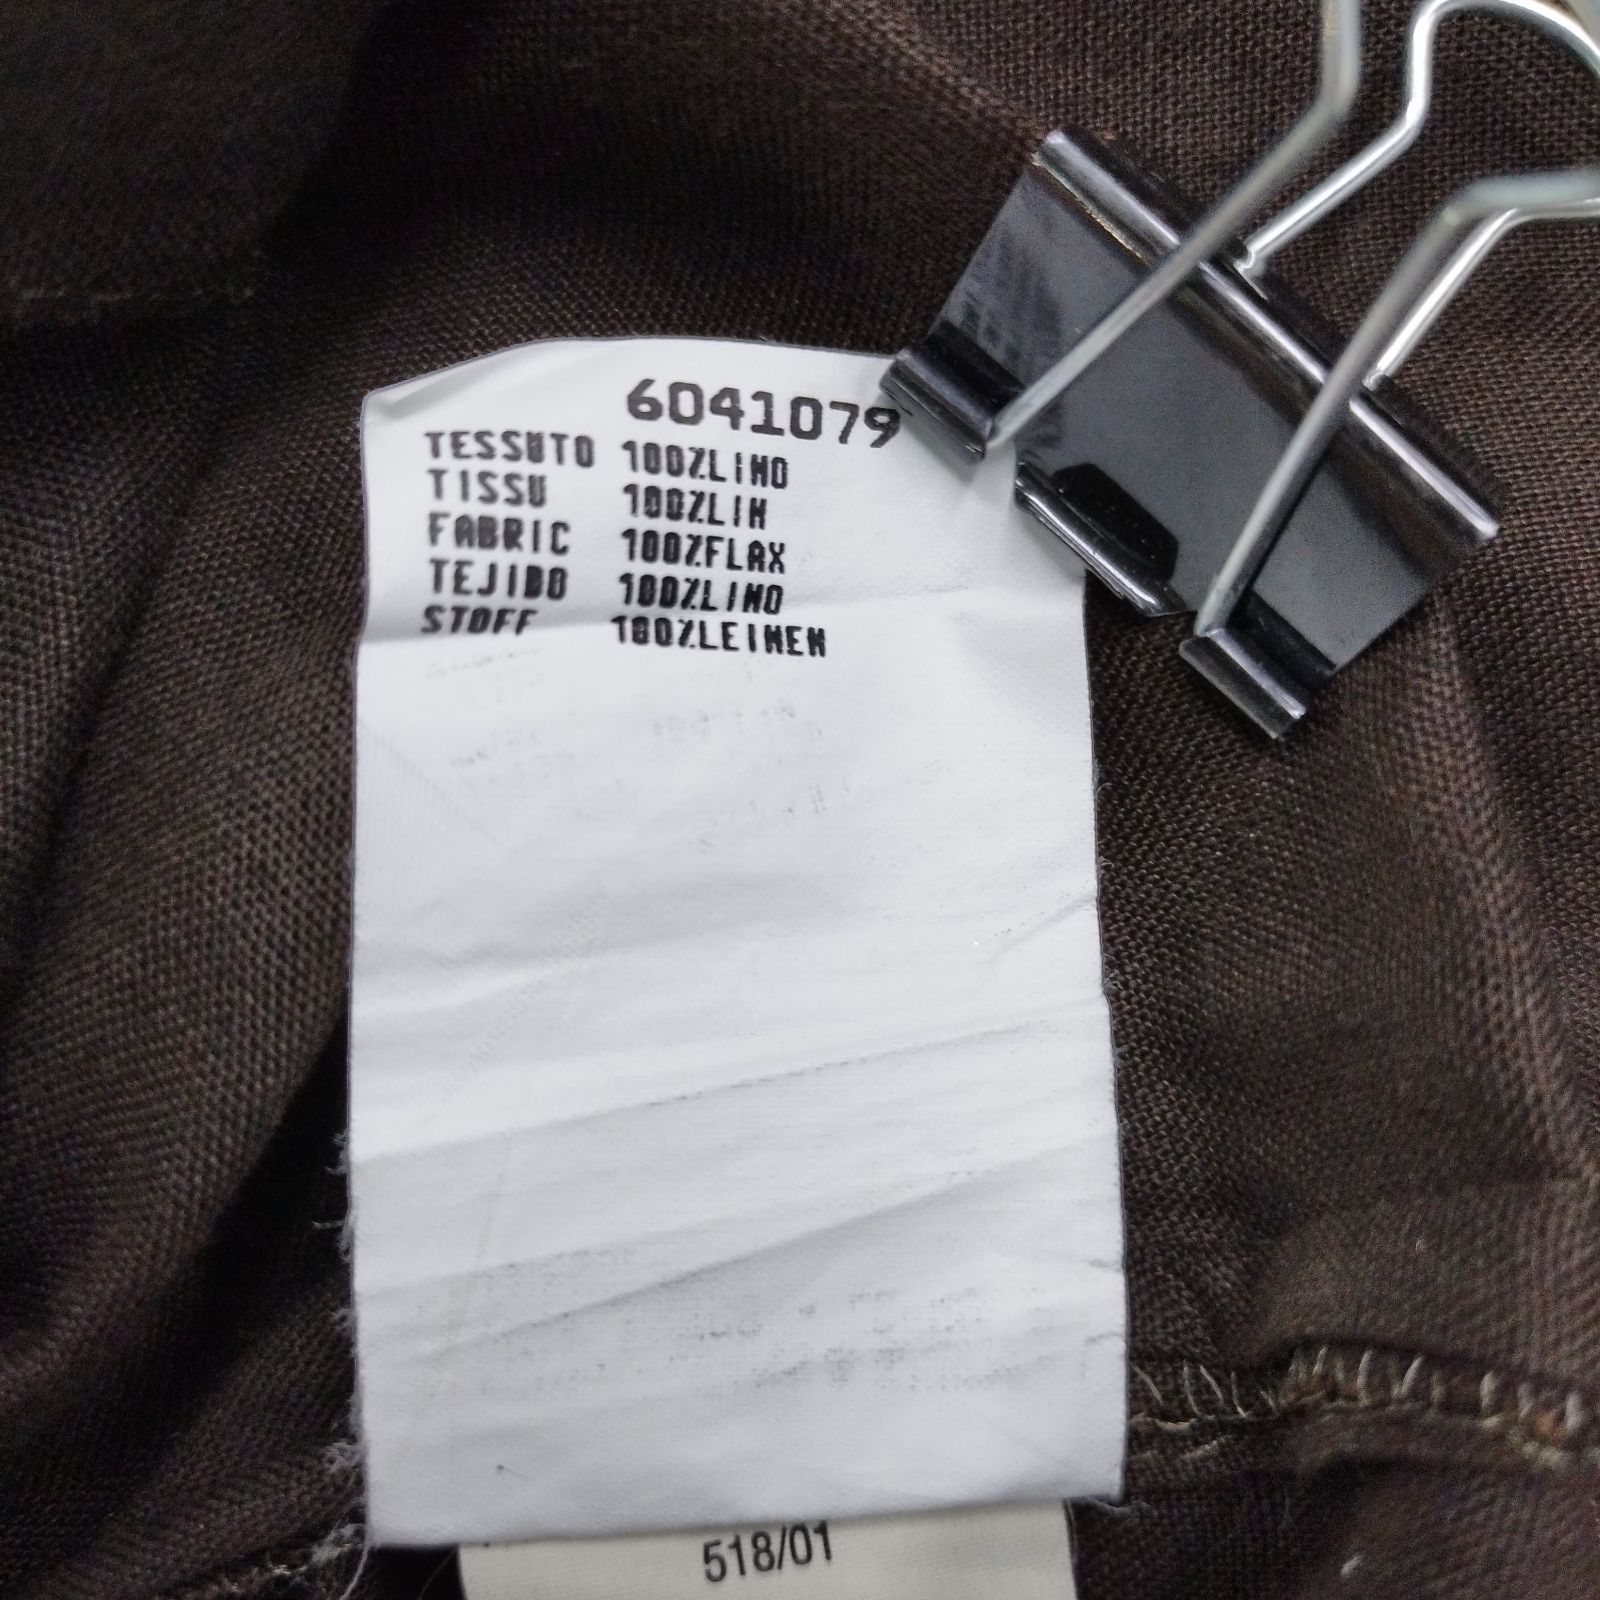 6041079
TESSUTO 100%LINO
TISSU 100%LIN
FABRIC 100%FLAX
TEJIDO 100%LINO
STOFF 100%LEINEN
518/01